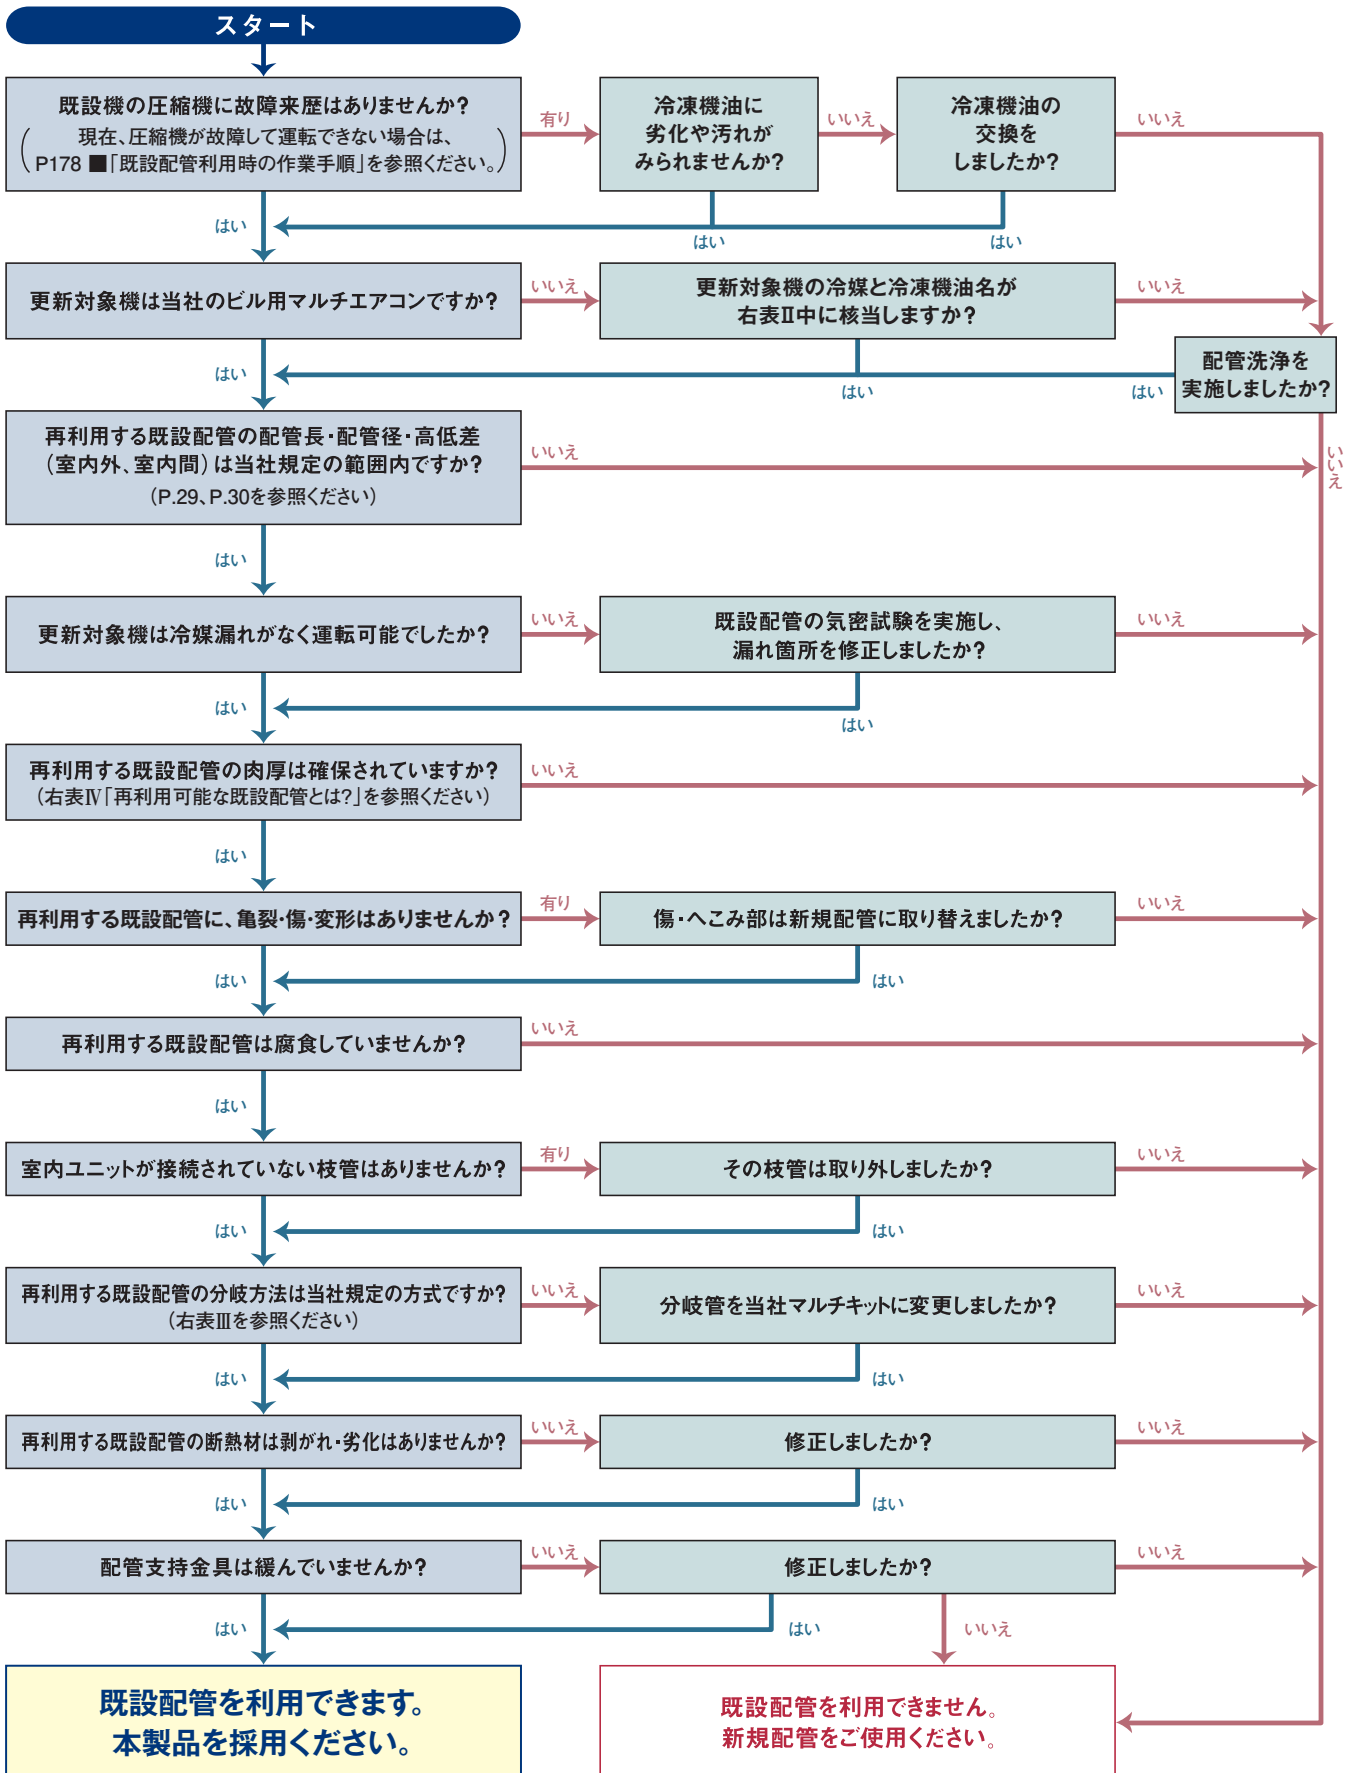 スタート
既設機の圧縮機に故障来歴はありませんか?
現在、圧縮機が故障して運転できない場合は、
P178 ■「既設配管利用時の作業手順」を参照ください。
有り
冷凍機油に
劣化や汚れが
みられませんか?
いいえ
冷凍機油の
交換を
しましたか?
いいえ
はい
はい
はい
更新対象機は当社のビル用マルチエアコンですか?
いいえ
更新対象機の冷媒と冷凍機油名が
右表Ⅱ中に核当しますか?
いいえ
配管洗浄を
実施しましたか?
はい
はい
はい
いいえ
再利用する既設配管の配管長・配管径・高低差
(室内外、室内間)は当社規定の範囲内ですか?
(P.29、P.30を参照ください)
いいえ
はい
更新対象機は冷媒漏れがなく運転可能でしたか?
いいえ
既設配管の気密試験を実施し、
漏れ箇所を修正しましたか?
いいえ
はい
はい
再利用する既設配管の肉厚は確保されていますか?
(右表Ⅳ「再利用可能な既設配管とは?」を参照ください)
いいえ
はい
再利用する既設配管に、亀裂・傷・変形はありませんか?
有り
傷・へこみ部は新規配管に取り替えましたか?
いいえ
はい
はい
再利用する既設配管は腐食していませんか?
いいえ
はい
室内ユニットが接続されていない枝管はありませんか?
有り
その枝管は取り外しましたか?
いいえ
はい
はい
再利用する既設配管の分岐方法は当社規定の方式ですか?
(右表Ⅲを参照ください)
いいえ
分岐管を当社マルチキットに変更しましたか?
いいえ
はい
はい
再利用する既設配管の断熱材は剥がれ・劣化はありませんか?
いいえ
修正しましたか?
いいえ
はい
はい
配管支持金具は緩んでいませんか?
いいえ
修正しましたか?
いいえ
はい
はい
いいえ
既設配管を利用できます。
本製品を採用ください。
既設配管を利用できません。
新規配管をご使用ください。